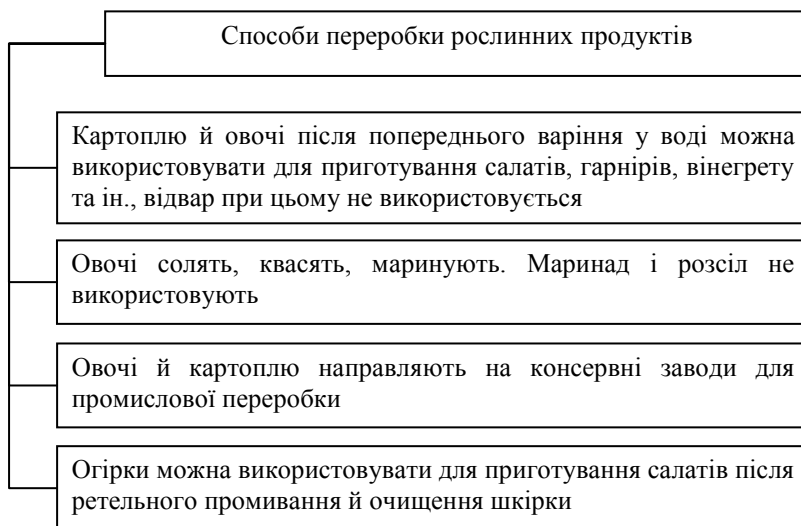 Способи переробки рослинних продуктів
Картоплю й овочі після попереднього варіння у воді можна
використовувати для приготування салатів, гарнірів, вінегрету
та ін., відвар при цьому не використовується
Овочі солять, квасять, маринують. Маринад і розсіл не
використовують
Овочі й картоплю направляють на консервні заводи для
промислової переробки
Огірки можна використовувати для приготування салатів після
ретельного промивання й очищення шкірки